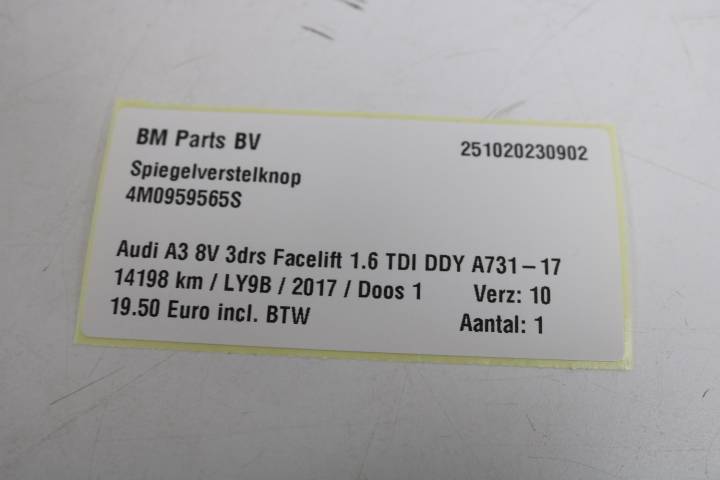 BM Parts BV 251020230902
Spiegelverstelknop
4M0959565S
Audi A3 8V 3drs Facelift 1.6 TDI DDY A731-17
14198 km / LY9B / 2017 / Doos 1 Verz: 10
19.50 Euro incl. BTW Aantal: 1